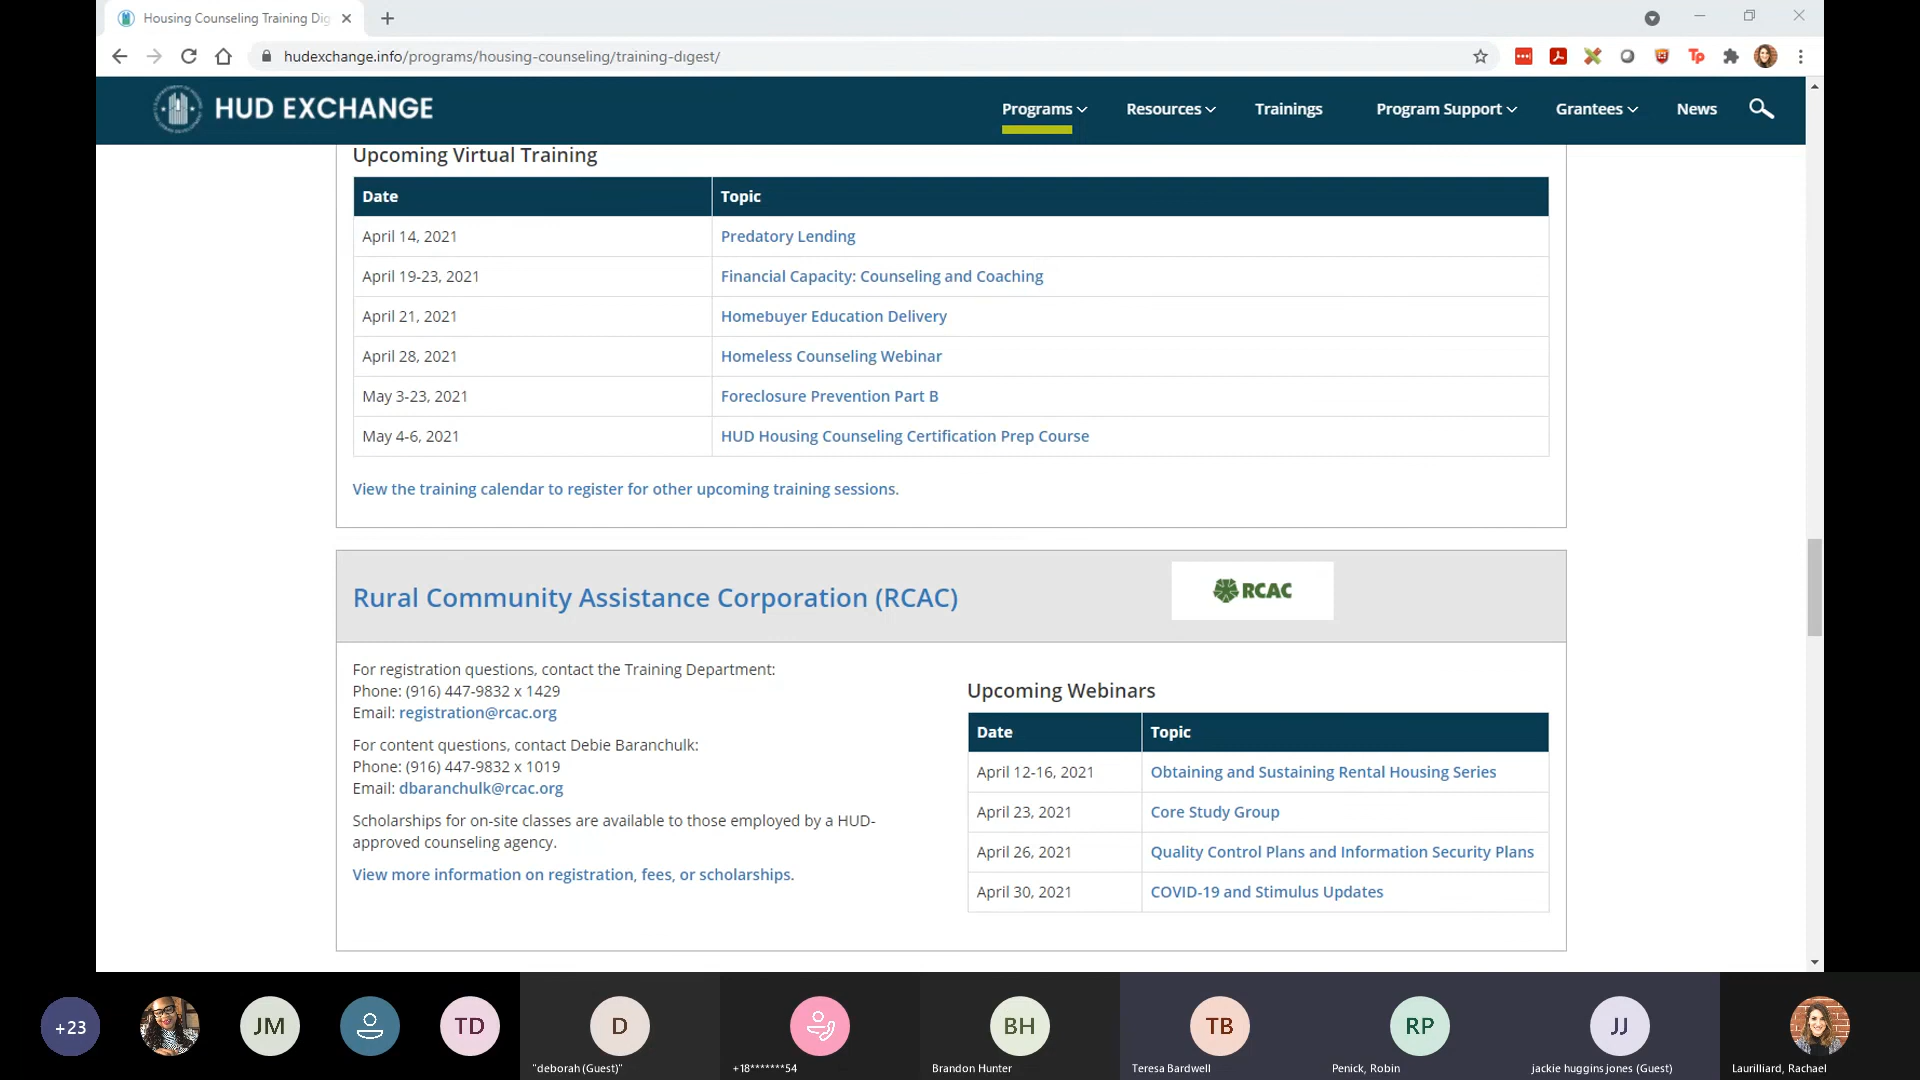 Housing Counseling Training Dig
hudexchange.info/programs/housing-counseling/training-digest/
HUD EXCHANGE
Programs
Resources
Trainings
Program Support
Grantees
News
Upcoming Virtual Training
Date Topic
April 14, 2021 Predatory Lending
April 19-23, 2021 Financial Capacity: Counseling and Coaching
April 21, 2021 Homebuyer Education Delivery
April 28, 2021 Homeless Counseling Webinar
May 3-23, 2021 Foreclosure Prevention Part B
May 4-6, 2021 HUD Housing Counseling Certification Prep Course
View the training calendar to register for other upcoming training sessions.
Rural Community Assistance Corporation (RCAC)
RCAC
For registration questions, contact the Training Department:
Phone: (916) 447-9832 x 1429
Email: registration@rcac.org
For content questions, contact Debie Baranchulk:
Phone: (916) 447-9832 x 1019
Email: dbaranchulk@rcac.org
Scholarships for on-site classes are available to those employed by a HUD-
approved counseling agency.
View more information on registration, fees, or scholarships.
Upcoming Webinars
Date Topic
April 12-16, 2021 Obtaining and Sustaining Rental Housing Series
April 23, 2021 Core Study Group
April 26, 2021 Quality Control Plans and Information Security Plans
April 30, 2021 COVID-19 and Stimulus Updates
+23
JM
TD
D
BH
TB
RP
JJ
"deborah (Guest)"
+18*******54
Brandon Hunter
Teresa Bardwell
Penick, Robin
jackie huggins jones (Guest)
Laurilliard, Rachael